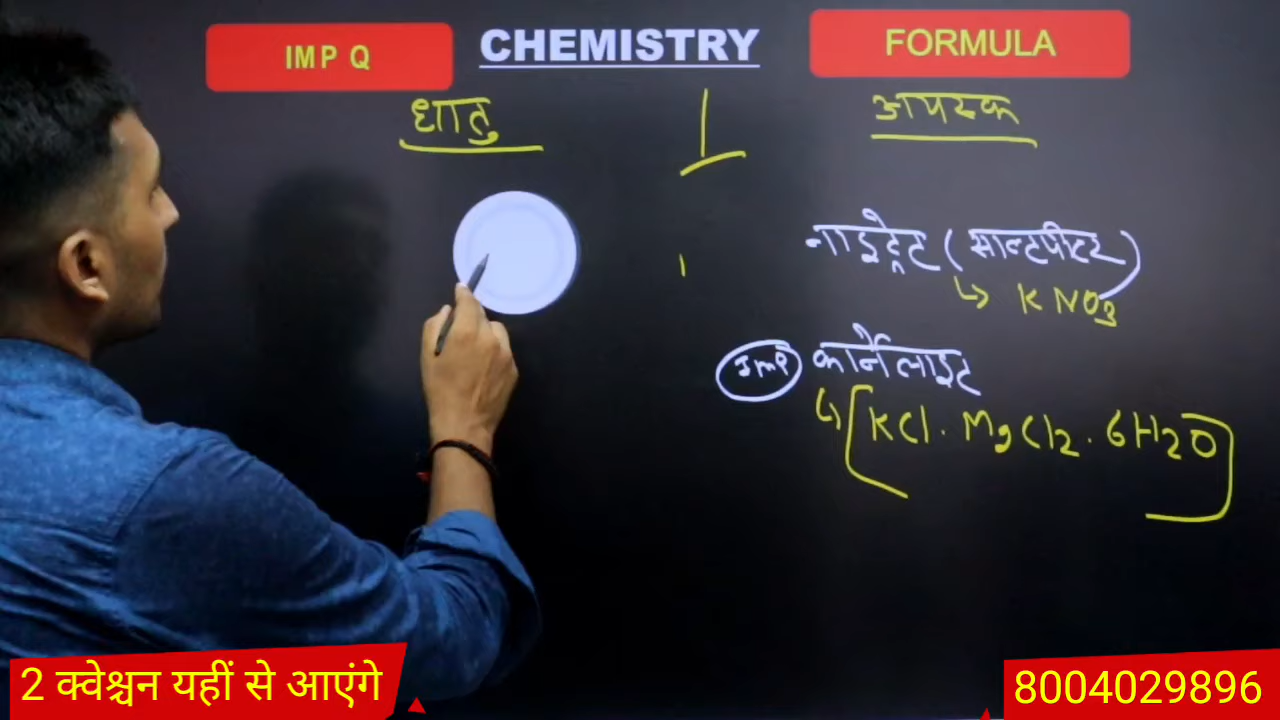 IMP Q
CHEMISTRY
FORMULA
धातु
अयस्क
नाइट्रेट (साल्टपीटर)
↳ KNO3
Imp कार्नेलाइट
↳ [KCl. MgCl2. 6H2O]
2 क्वेश्चन यहीं से आएंगे
8004029896